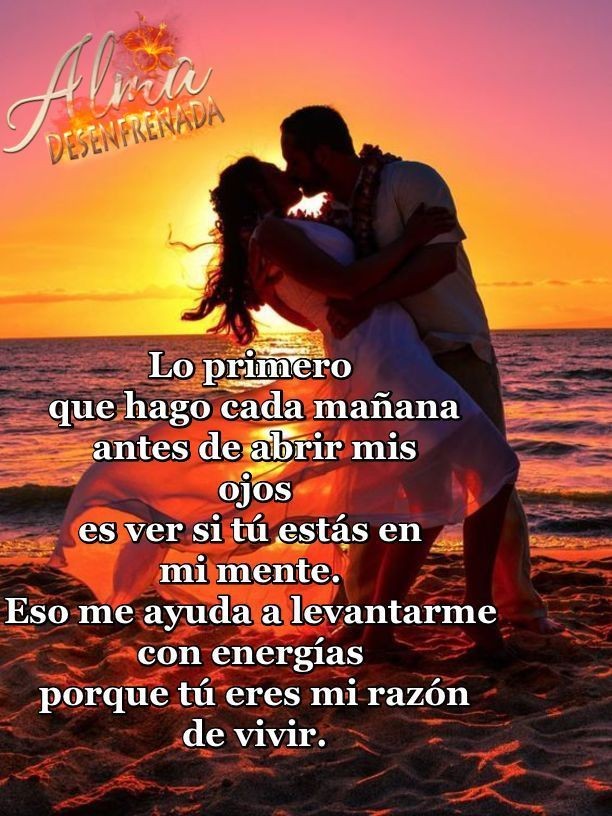 Alma
DESENFRENADA
Lo primero
que hago cada mañana
antes de abrir mis
ojos
es ver si tú estás en
mi mente.
Eso me ayuda a levantarme
con energías
porque tú eres mi razón
de vivir.